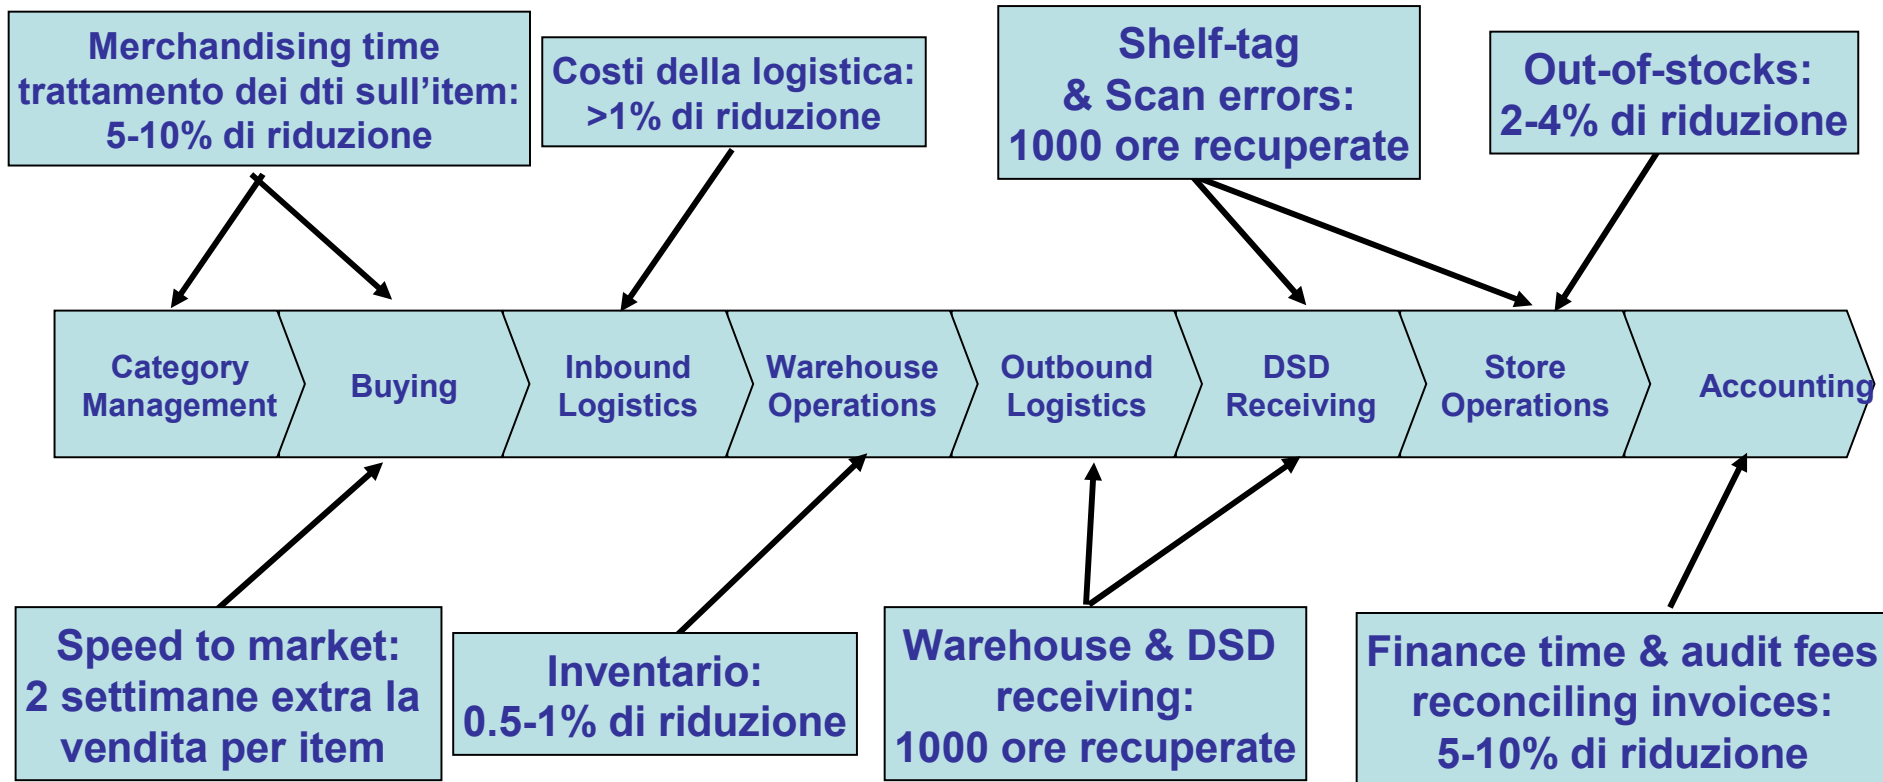 Merchandising time
trattamento dei dti sull'item:
5-10% di riduzione
Costi della logistica:
>1% di riduzione
Shelf-tag
& Scan errors:
1000 ore recuperate
Out-of-stocks:
2-4% di riduzione
Category
Management
Buying
Inbound
Logistics
Warehouse
Operations
Outbound
Logistics
DSD
Receiving
Store
Operations
Accounting
Speed to market:
2 settimane extra la
vendita per item
Inventario:
0.5-1% di riduzione
Warehouse & DSD
receiving:
1000 ore recuperate
Finance time & audit fees
reconciling invoices:
5-10% di riduzione